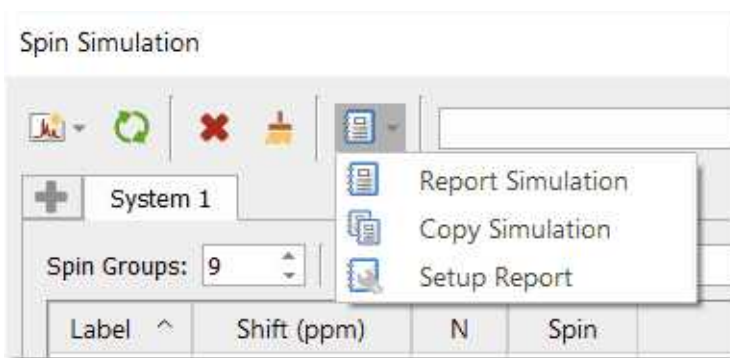 Spin Simulation
Report Simulation
System 1
Copy Simulation
Spin Groups: 9
Setup Report
Label Shift (ppm) N Spin